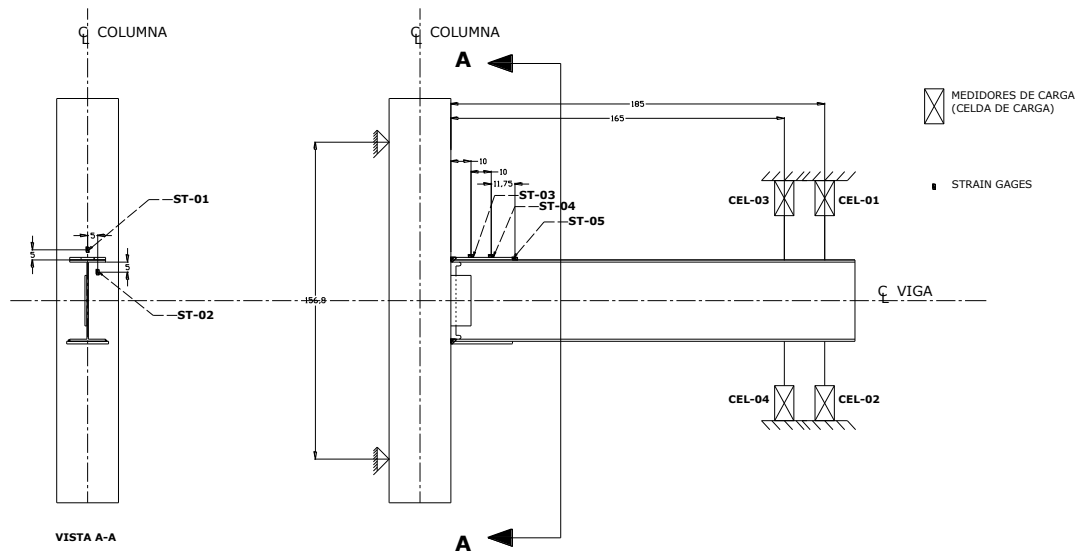 ℄ COLUMNA
℄ COLUMNA
A
185
165
MEDIDORES DE CARGA
(CELDA DE CARGA)
10
10
11,75
STRAIN GAGES
ST-03
ST-04
ST-05
CEL-03
CEL-01
ST-01
5
5
5
ST-02
156,9
℄ VIGA
CEL-04
CEL-02
VISTA A-A
A